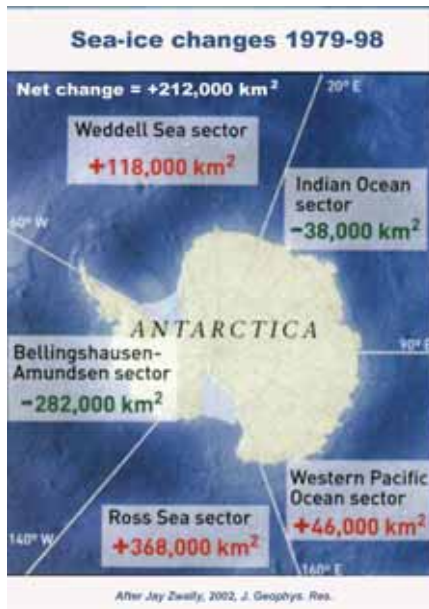 Sea-ice changes 1979-98
Net change = +212,000 km²
20° E
Weddell Sea sector
+118,000 km²
Indian Ocean
sector
-38,000 km²
60° W
ANTARCTICA
90° E
Bellingshausen-
Amundsen sector
-282,000 km²
Western Pacific
Ocean sector
+46,000 km²
Ross Sea sector
+368,000 km²
140° W
160° E
After Jay Zwally, 2002, J. Geophys. Res.